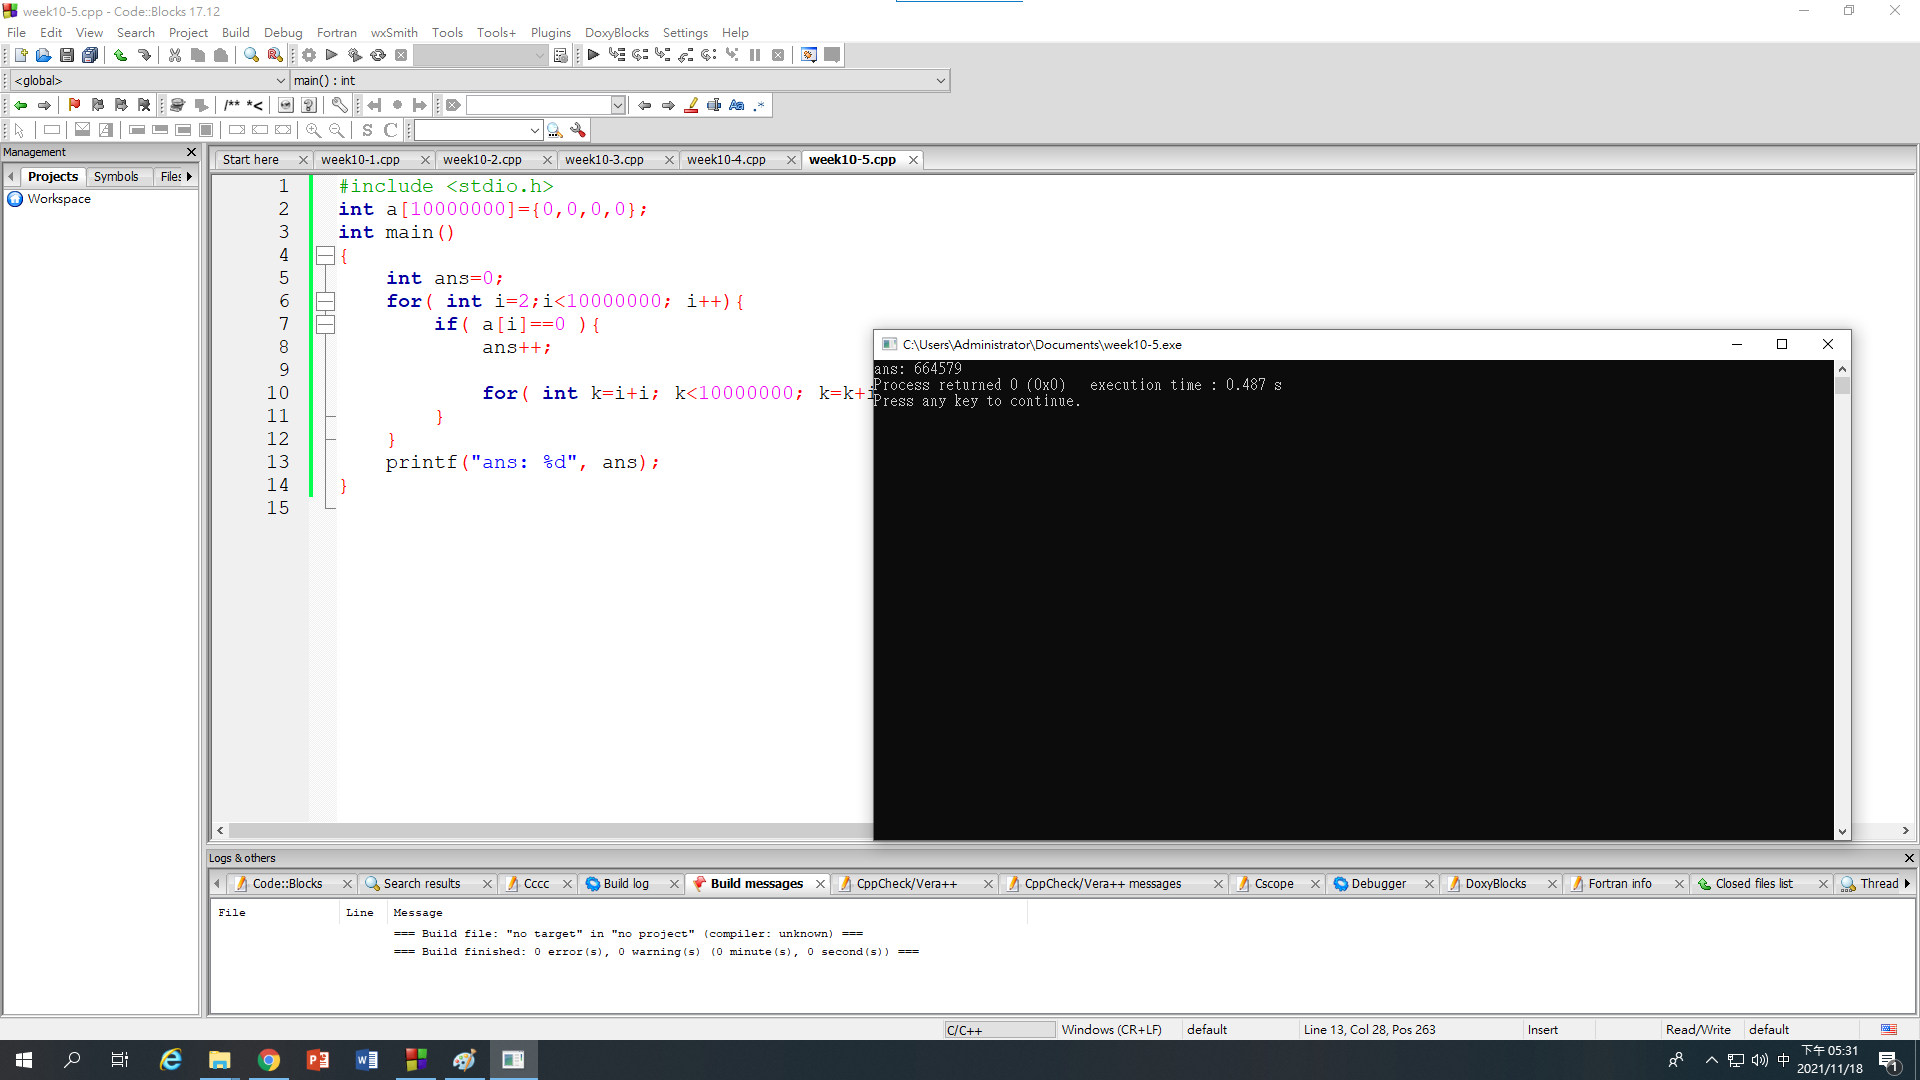 week10-5.cpp - Code::Blocks 17.12
File Edit View Search Project Build Debug Fortran wxSmith Tools Tools+ Plugins DoxyBlocks Settings Help
<global> main() : int
/** *<
S C
Management
Projects Symbols Files
Workspace
Start here week10-1.cpp week10-2.cpp week10-3.cpp week10-4.cpp week10-5.cpp
1 #include <stdio.h>
2 int a[10000000]={0,0,0,0};
3 int main()
4 {
5 int ans=0;
6 for( int i=2;i<10000000; i++){
7 if( a[i]==0 ){
8 ans++;
9
10 for( int k=i+i; k<10000000; k=k+i
11 }
12 }
13 printf("ans: %d", ans);
14 }
15
C:\Users\Administrator\Documents\week10-5.exe
ans: 664579
Process returned 0 (0x0) execution time : 0.487 s
Press any key to continue.
Logs & others
Code::Blocks Search results Cccc Build log Build messages CppCheck/Vera++ CppCheck/Vera++ messages Cscope Debugger DoxyBlocks Fortran info Closed files list Thread
File Line Message
=== Build file: "no target" in "no project" (compiler: unknown) ===
=== Build finished: 0 error(s), 0 warning(s) (0 minute(s), 0 second(s)) ===
C/C++ Windows (CR+LF) default Line 13, Col 28, Pos 263 Insert Read/Write default
中 下午 05:31
2021/11/18 1